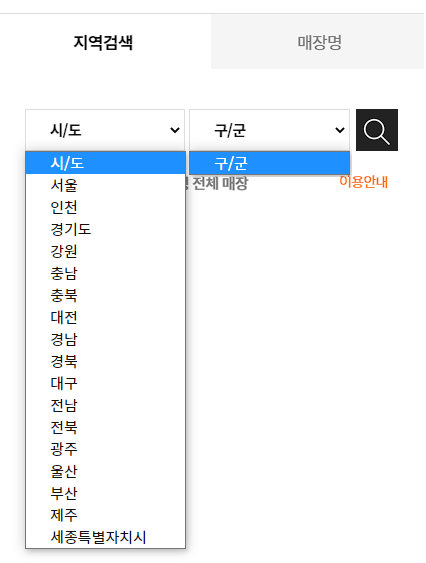 지역검색 매장명
시/도 구/군
시/도 구/군
서울 전체 매장 이용안내
인천
경기도
강원
충남
충북
대전
경남
경북
대구
전남
전북
광주
울산
부산
제주
세종특별자치시